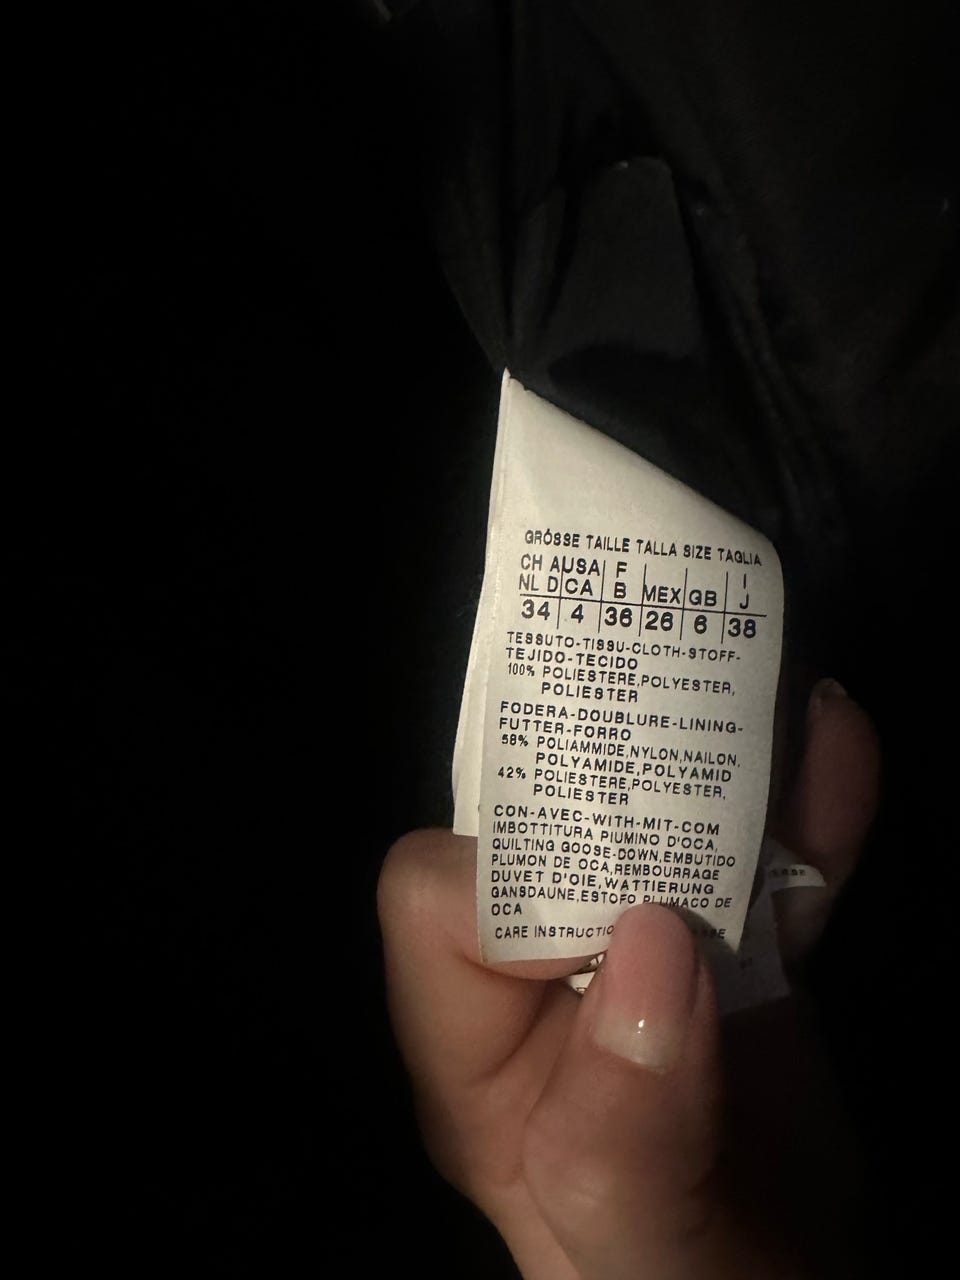 GRÖSSE TAILLE TALLA SIZE TAGLIA
CH A USA F I
NL D CA B MEX GB J
34 4 36 26 6 38
TESSUTO-TISSU-CLOTH-STOFF-
TEJIDO-TECIDO
100% POLIESTERE,POLYESTER,
POLIESTER
FODERA-DOUBLURE-LINING-
FUTTER-FORRO
58% POLIAMMIDE,NYLON,NAILON,
POLYAMIDE,POLYAMID
42% POLIESTERE,POLYESTER,
POLIESTER
CON-AVEC-WITH-MIT-COM
IMBOTTITURA PIUMINO D'OCA,
QUILTING GOOSE-DOWN,EMBUTIDO
PLUMON DE OCA,REMBOURRAGE
DUVET D'OIE,WATTIERUNG
GANSDAUNE,ESTOFO PLUMACO DE
OCA
CARE INSTRUCTIO